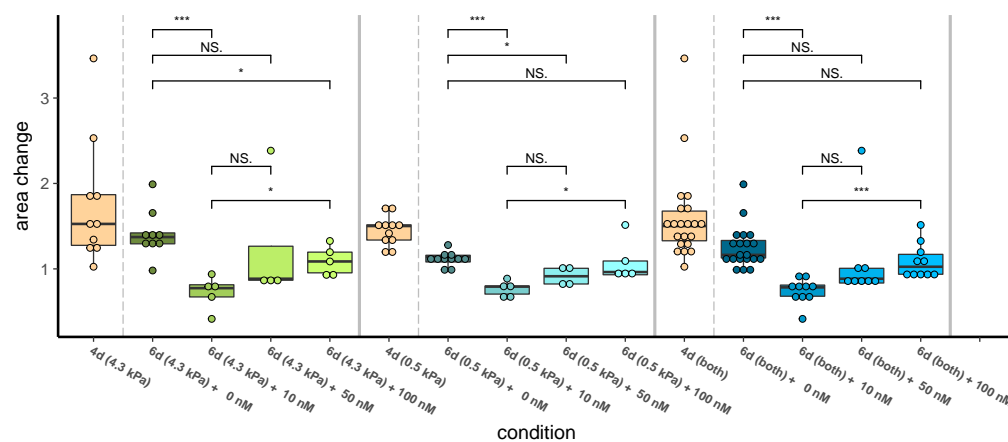 ***
***
***
NS.
*
NS.
*
NS.
NS.
3
NS.
NS.
NS.
2
*
*
***
1
area change
4d (4.3 kPa)
6d (4.3 kPa) + 0 nM
6d (4.3 kPa) + 10 nM
6d (4.3 kPa) + 50 nM
6d (4.3 kPa) + 100 nM
4d (0.5 kPa)
6d (0.5 kPa) + 0 nM
6d (0.5 kPa) + 10 nM
6d (0.5 kPa) + 50 nM
6d (0.5 kPa) + 100 nM
4d (both)
6d (both) + 0 nM
6d (both) + 10 nM
6d (both) + 50 nM
6d (both) + 100 nM
condition